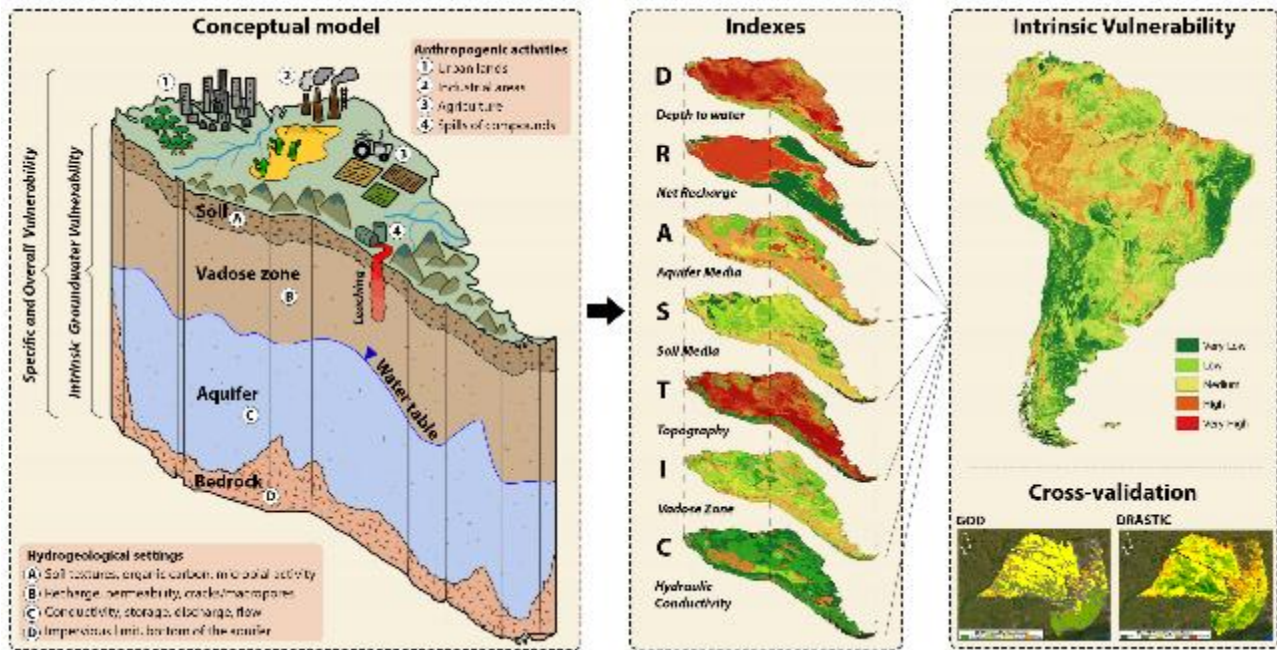 Conceptual model
Anthropogenic activities
1 Urban lands
2 Industrial areas
3 Agriculture
4 Spills of compounds
1
2
1
Specific and Overall Vulnerability
Intrinsic Groundwater Vulnerability
Soil
A
4
Vadose zone
B
Leaching
Water table
Aquifer
C
Bedrock
D
Hydrogeological settings
A Soil textures, organic carbon, microbial activity
B Recharge, permeability, cracks/macropores
C Conductivity, storage, discharge, flow
D Impervious limit, bottom of the aquifer
Indexes
D
Depth to water
R
Net Recharge
A
Aquifer Media
S
Soil Media
T
Topography
I
Vadose Zone
C
Hydraulic
Conductivity
Intrinsic Vulnerability
Very Low
Low
Medium
High
Very High
Cross-validation
GOD
DRASTIC